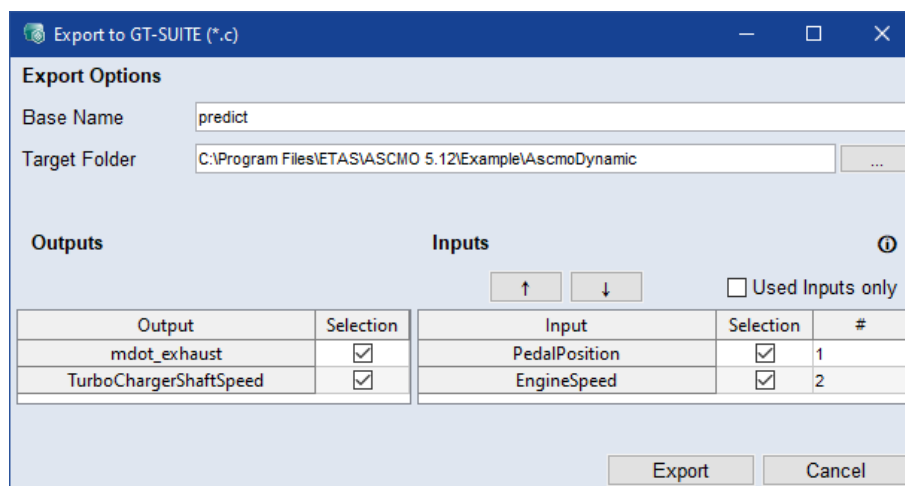 Export to GT-SUITE (*.c)
Export Options
Base Name predict
Target Folder C:\Program Files\ETAS\ASCMO 5.12\Example\AscmoDynamic ...
Outputs Inputs
↑ ↓ Used Inputs only
Output Selection Input Selection #
mdot_exhaust PedalPosition 1
TurboChargerShaftSpeed EngineSpeed 2
Export Cancel